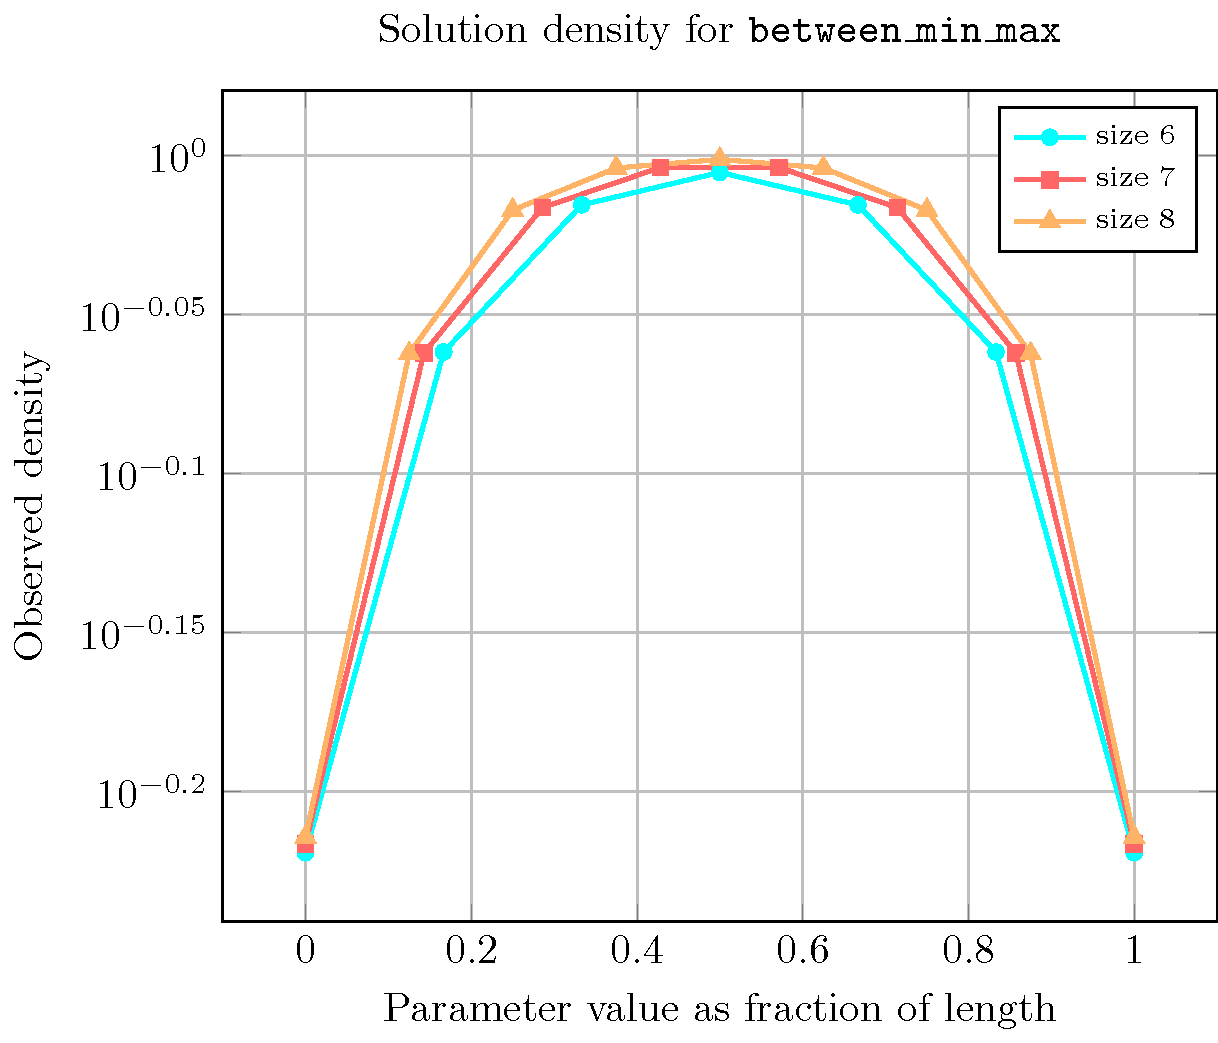 Solution density for between_min_max
10^0
10^−0.05
10^−0.1
10^−0.15
10^−0.2
Observed density
size 6
size 7
size 8
0 0.2 0.4 0.6 0.8 1
Parameter value as fraction of length